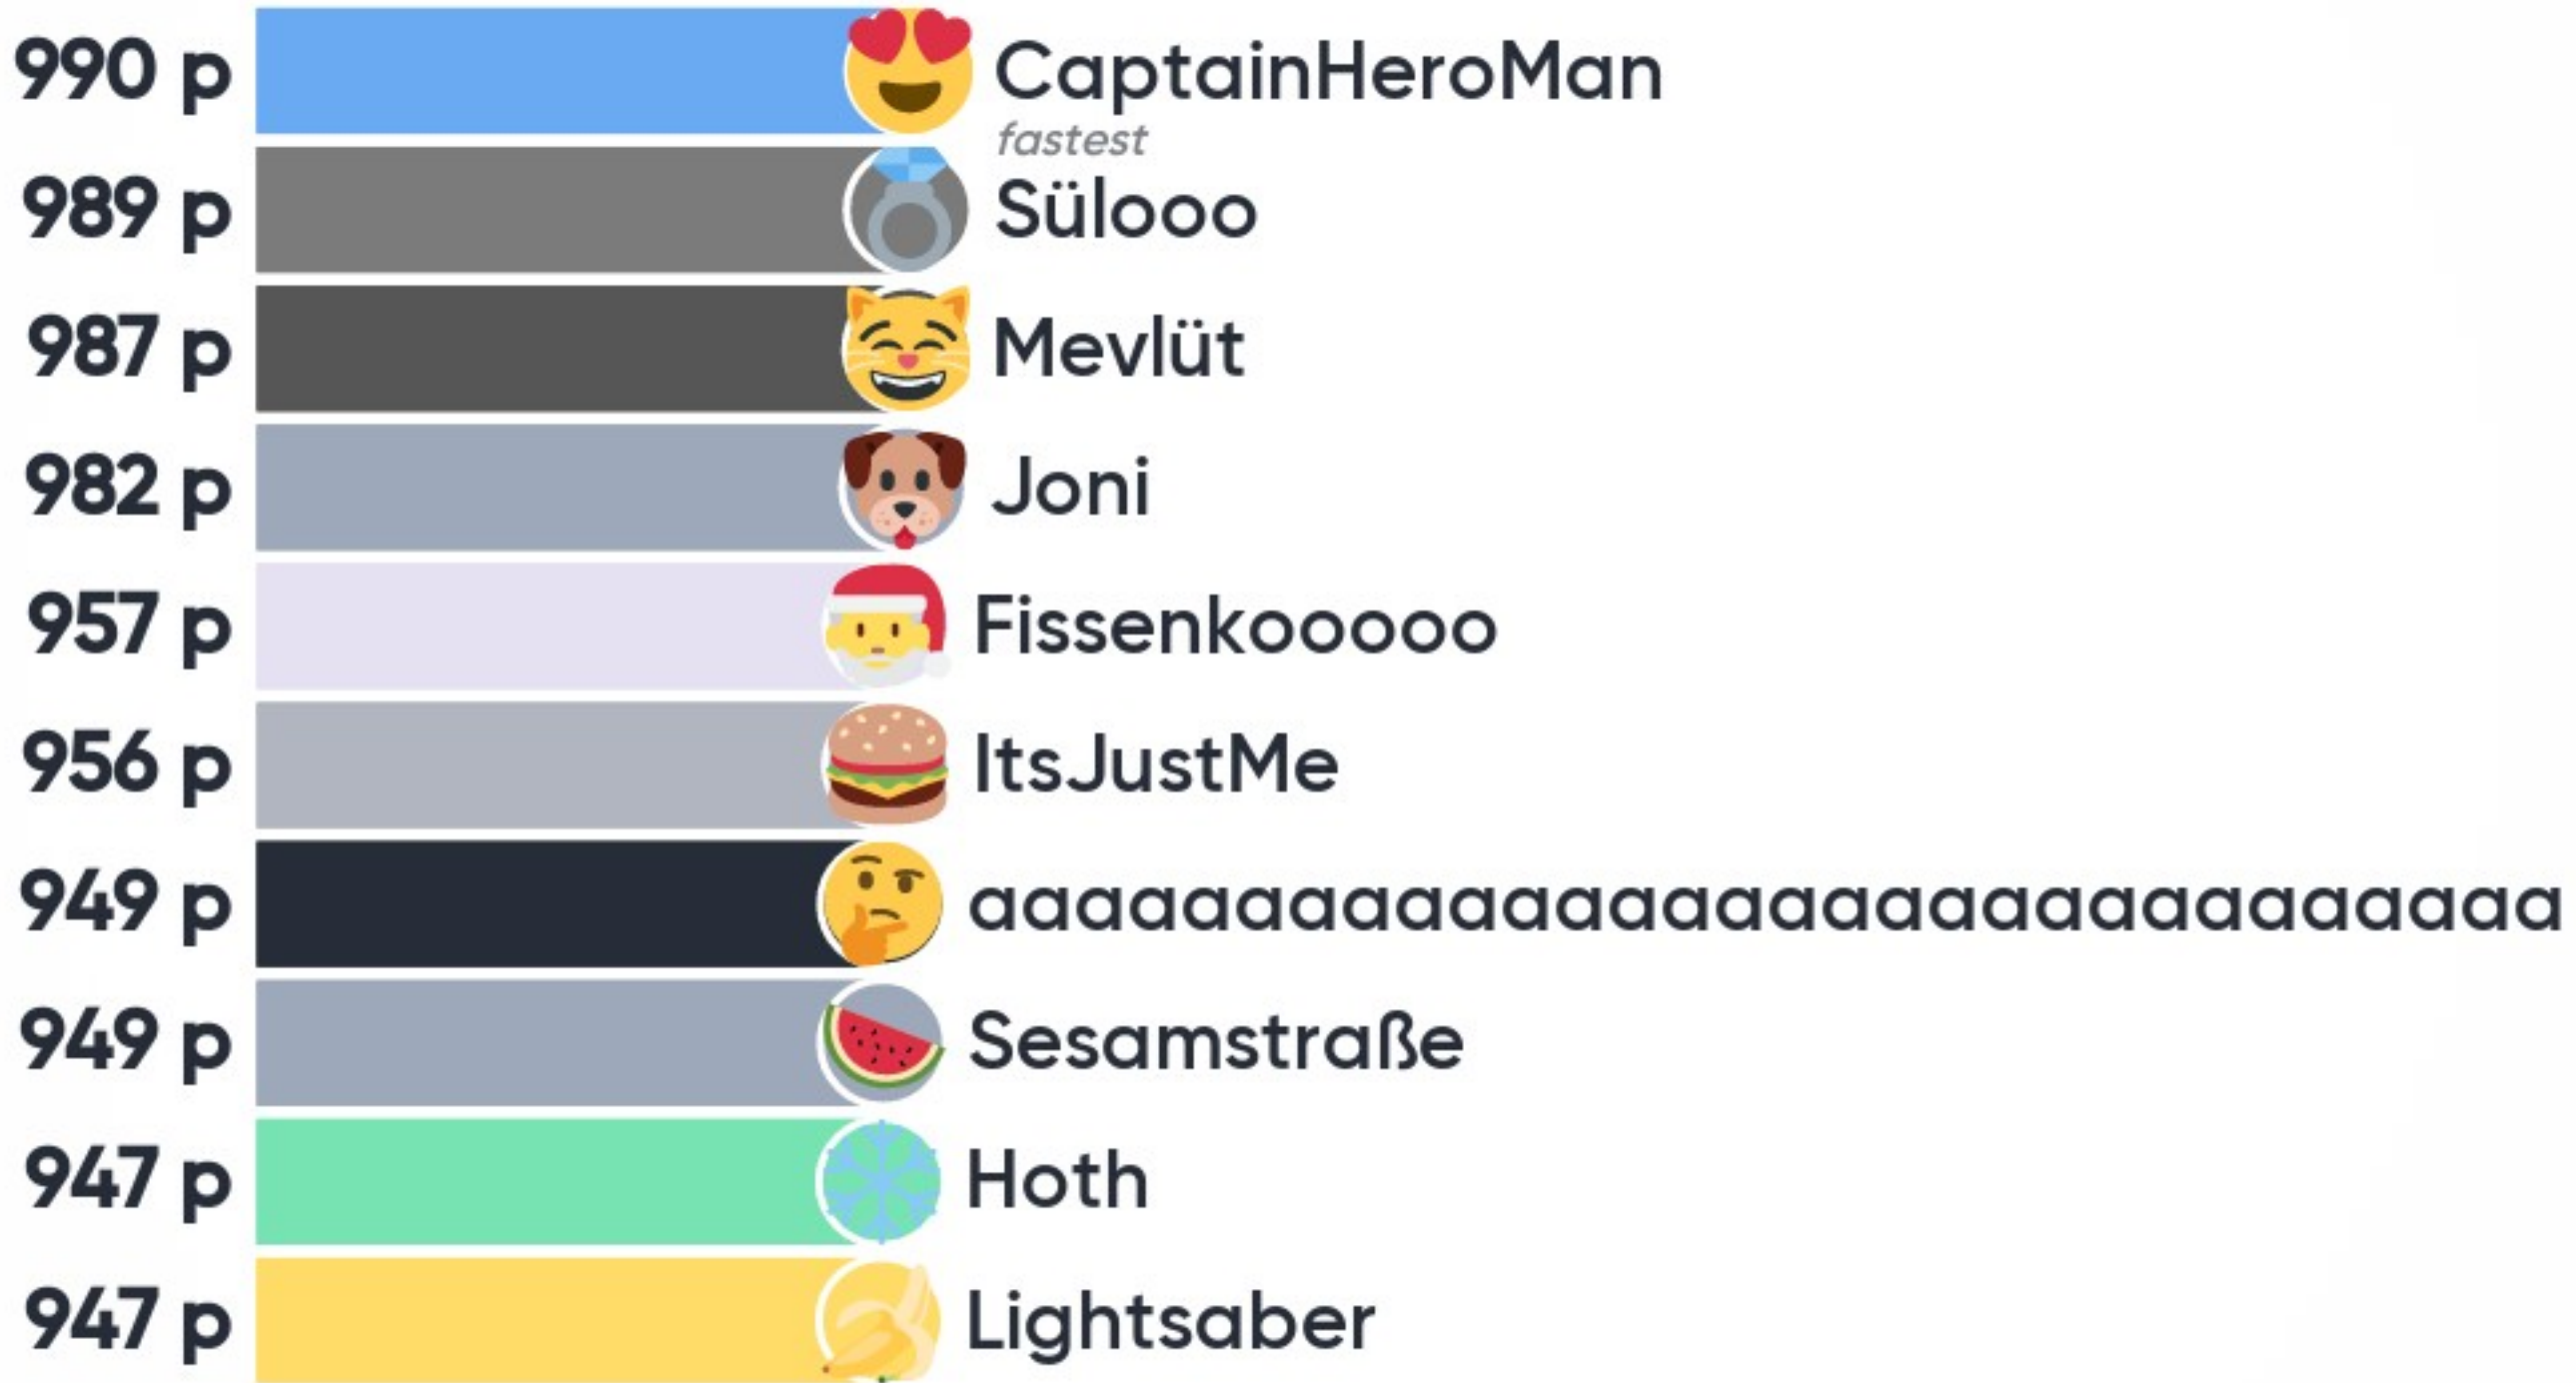 990 p CaptainHeroMan
fastest
989 p Sülooo
987 p Mevlüt
982 p Joni
957 p Fissenkooooo
956 p ItsJustMe
949 p aaaaaaaaaaaaaaaaaaaaaaaaaaaaaa
949 p Sesamstraße
947 p Hoth
947 p Lightsaber